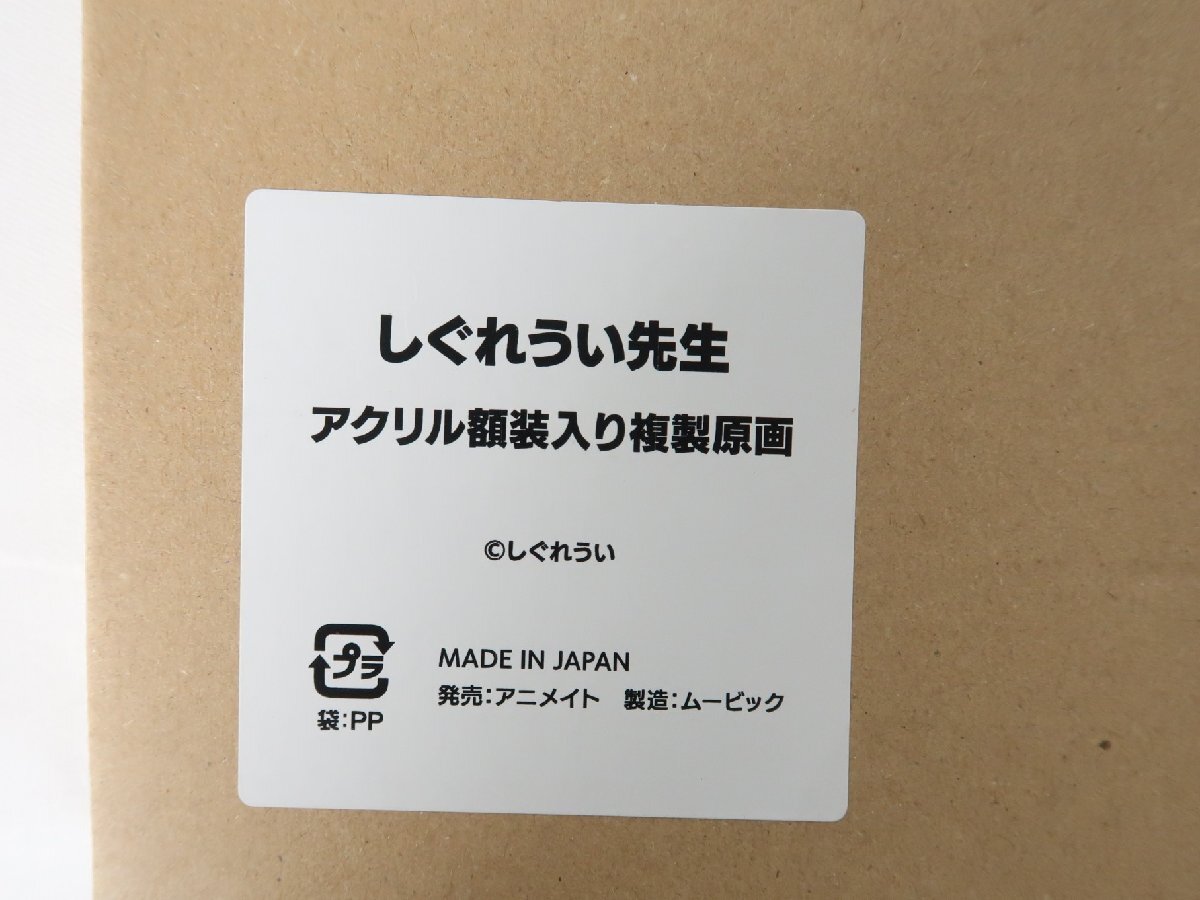 しぐれうい先生
アクリル額装入り複製原画
©しぐれうい
プラ
袋:PP
MADE IN JAPAN
発売:アニメイト 製造:ムービック